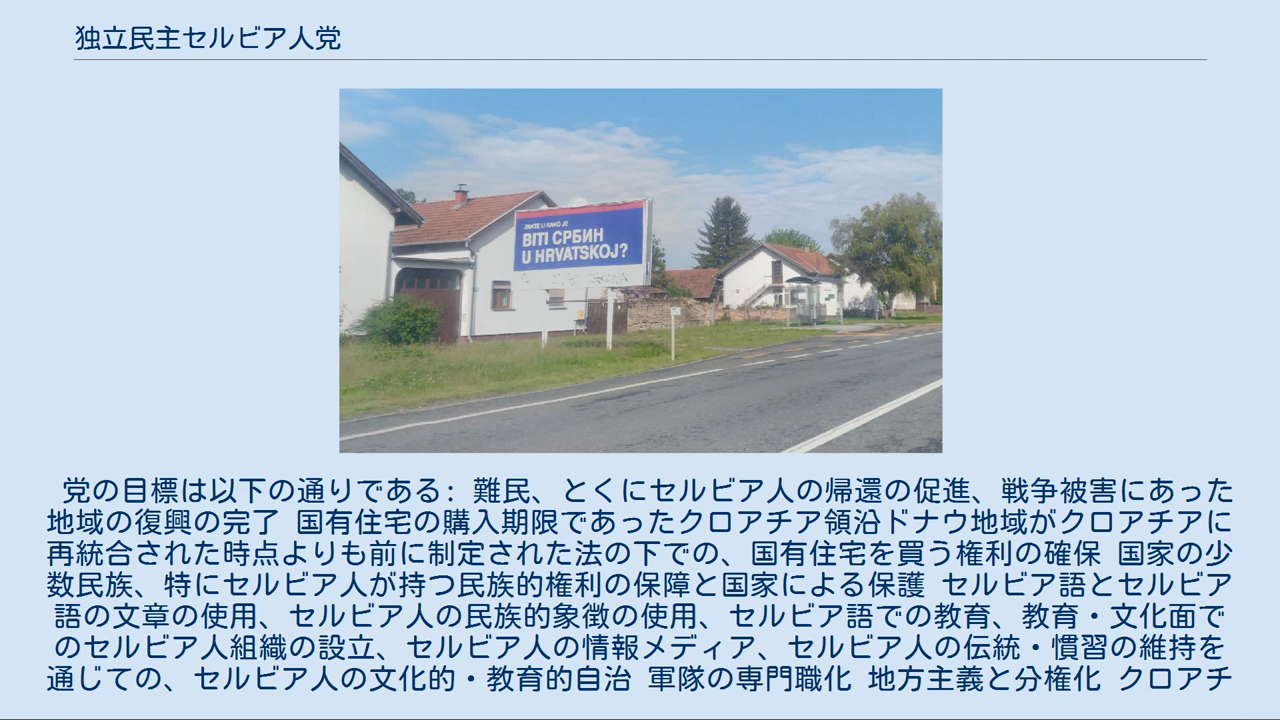 独立民主セルビア人党
ZNATE LI KAKO JE
BITI СРБИН
U HRVATSKOJ?
党の目標は以下の通りである: 難民、とくにセルビア人の帰還の促進、戦争被害にあった
地域の復興の完了 国有住宅の購入期限であったクロアチア領沿ドナウ地域がクロアチアに
再統合された時点よりも前に制定された法の下での、国有住宅を買う権利の確保 国家の少
数民族、特にセルビア人が持つ民族的権利の保障と国家による保護 セルビア語とセルビア
語の文章の使用、セルビア人の民族的象徴の使用、セルビア語での教育、教育・文化面で
のセルビア人組織の設立、セルビア人の情報メディア、セルビア人の伝統・慣習の維持を
通じての、セルビア人の文化的・教育的自治 軍隊の専門職化 地方主義と分権化 クロアチ